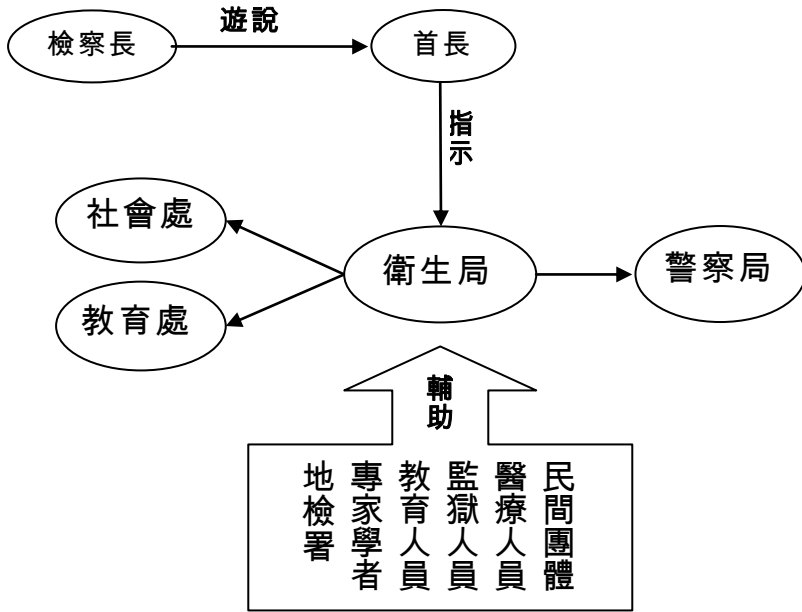 檢察長
遊說
首長
指示
社會處
衛生局
警察局
教育處
輔助
地檢署
專家學者
教育人員
監獄人員
醫療人員
民間團體